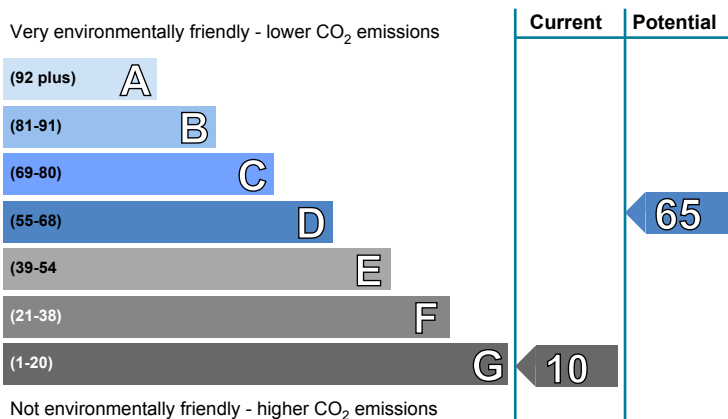 Very environmentally friendly - lower CO₂ emissions
Current
Potential
(92 plus) A
(81-91) B
(69-80) C
(55-68) D
65
(39-54 E
(21-38) F
(1-20) G
10
Not environmentally friendly - higher CO₂ emissions